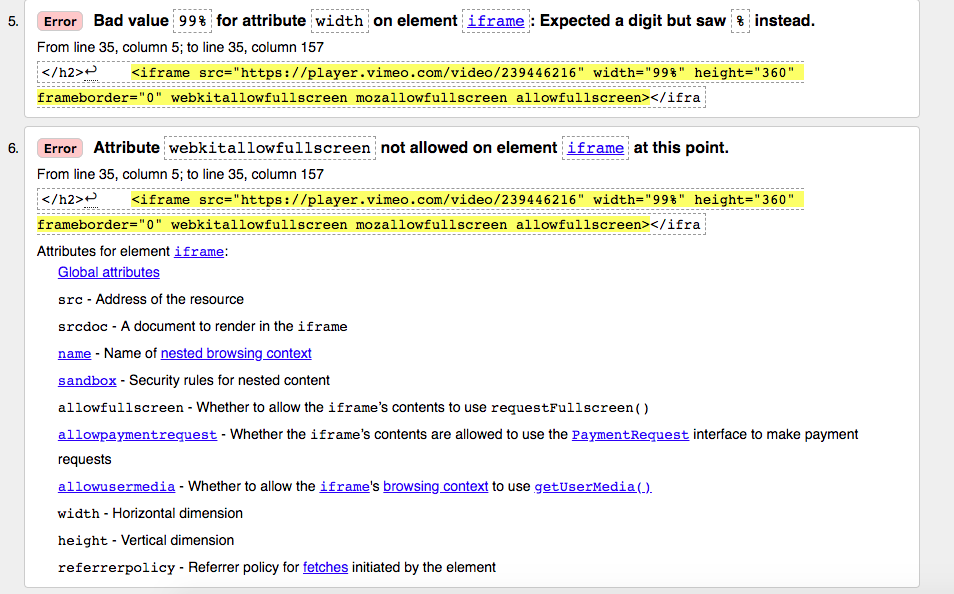 5. Error Bad value 99% for attribute width on element iframe: Expected a digit but saw % instead.
From line 35, column 5; to line 35, column 157
</h2>↩ <iframe src="https://player.vimeo.com/video/239446216" width="99%" height="360"
frameborder="0" webkitallowfullscreen mozallowfullscreen allowfullscreen></ifra
6. Error Attribute webkitallowfullscreen not allowed on element iframe at this point.
From line 35, column 5; to line 35, column 157
</h2>↩ <iframe src="https://player.vimeo.com/video/239446216" width="99%" height="360"
frameborder="0" webkitallowfullscreen mozallowfullscreen allowfullscreen></ifra
Attributes for element iframe:
Global attributes
src - Address of the resource
srcdoc - A document to render in the iframe
name - Name of nested browsing context
sandbox - Security rules for nested content
allowfullscreen - Whether to allow the iframe’s contents to use requestFullscreen()
allowpaymentrequest - Whether the iframe’s contents are allowed to use the PaymentRequest interface to make payment
requests
allowusermedia - Whether to allow the iframe's browsing context to use getUserMedia()
width - Horizontal dimension
height - Vertical dimension
referrerpolicy - Referrer policy for fetches initiated by the element